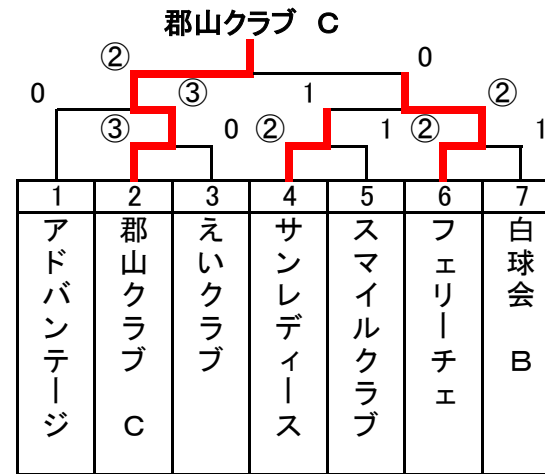 郡山クラブ C
② 0
0 ③ 1 ②
③ 0 ② 1 ② 1
1 2 3 4 5 6 7
アドバンテージ
郡山クラブ C
えいクラブ
サンレディース
スマイルクラブ
フェリーチェ
白球会 B